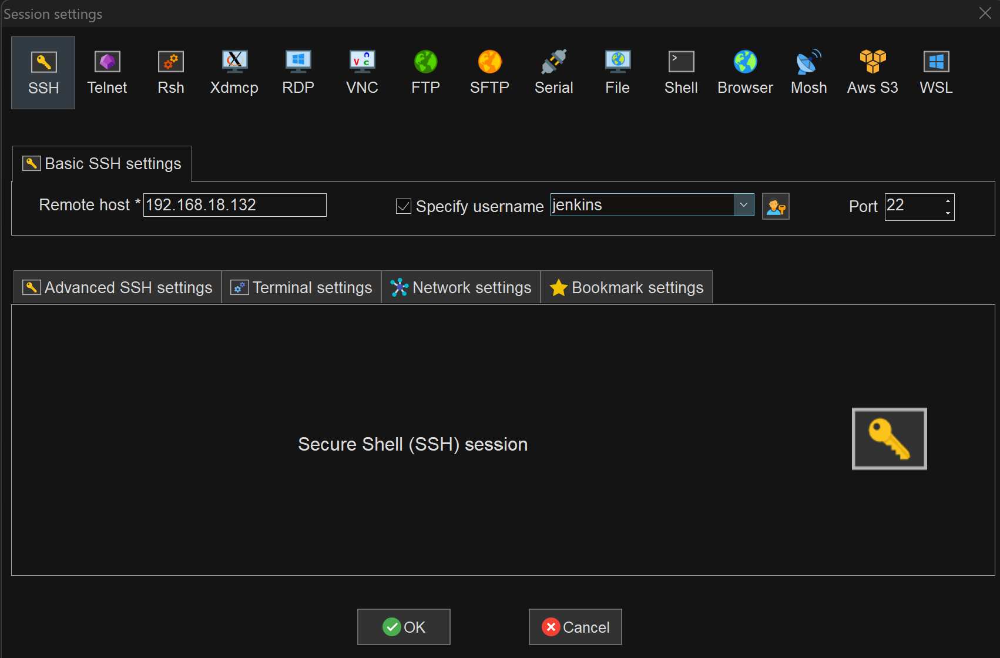 Session settings
SSH Telnet Rsh Xdmcp RDP VNC FTP SFTP Serial File Shell Browser Mosh Aws S3 WSL
Basic SSH settings
Remote host * 192.168.18.132 Specify username jenkins Port 22
Advanced SSH settings Terminal settings Network settings Bookmark settings
Secure Shell (SSH) session
OK Cancel